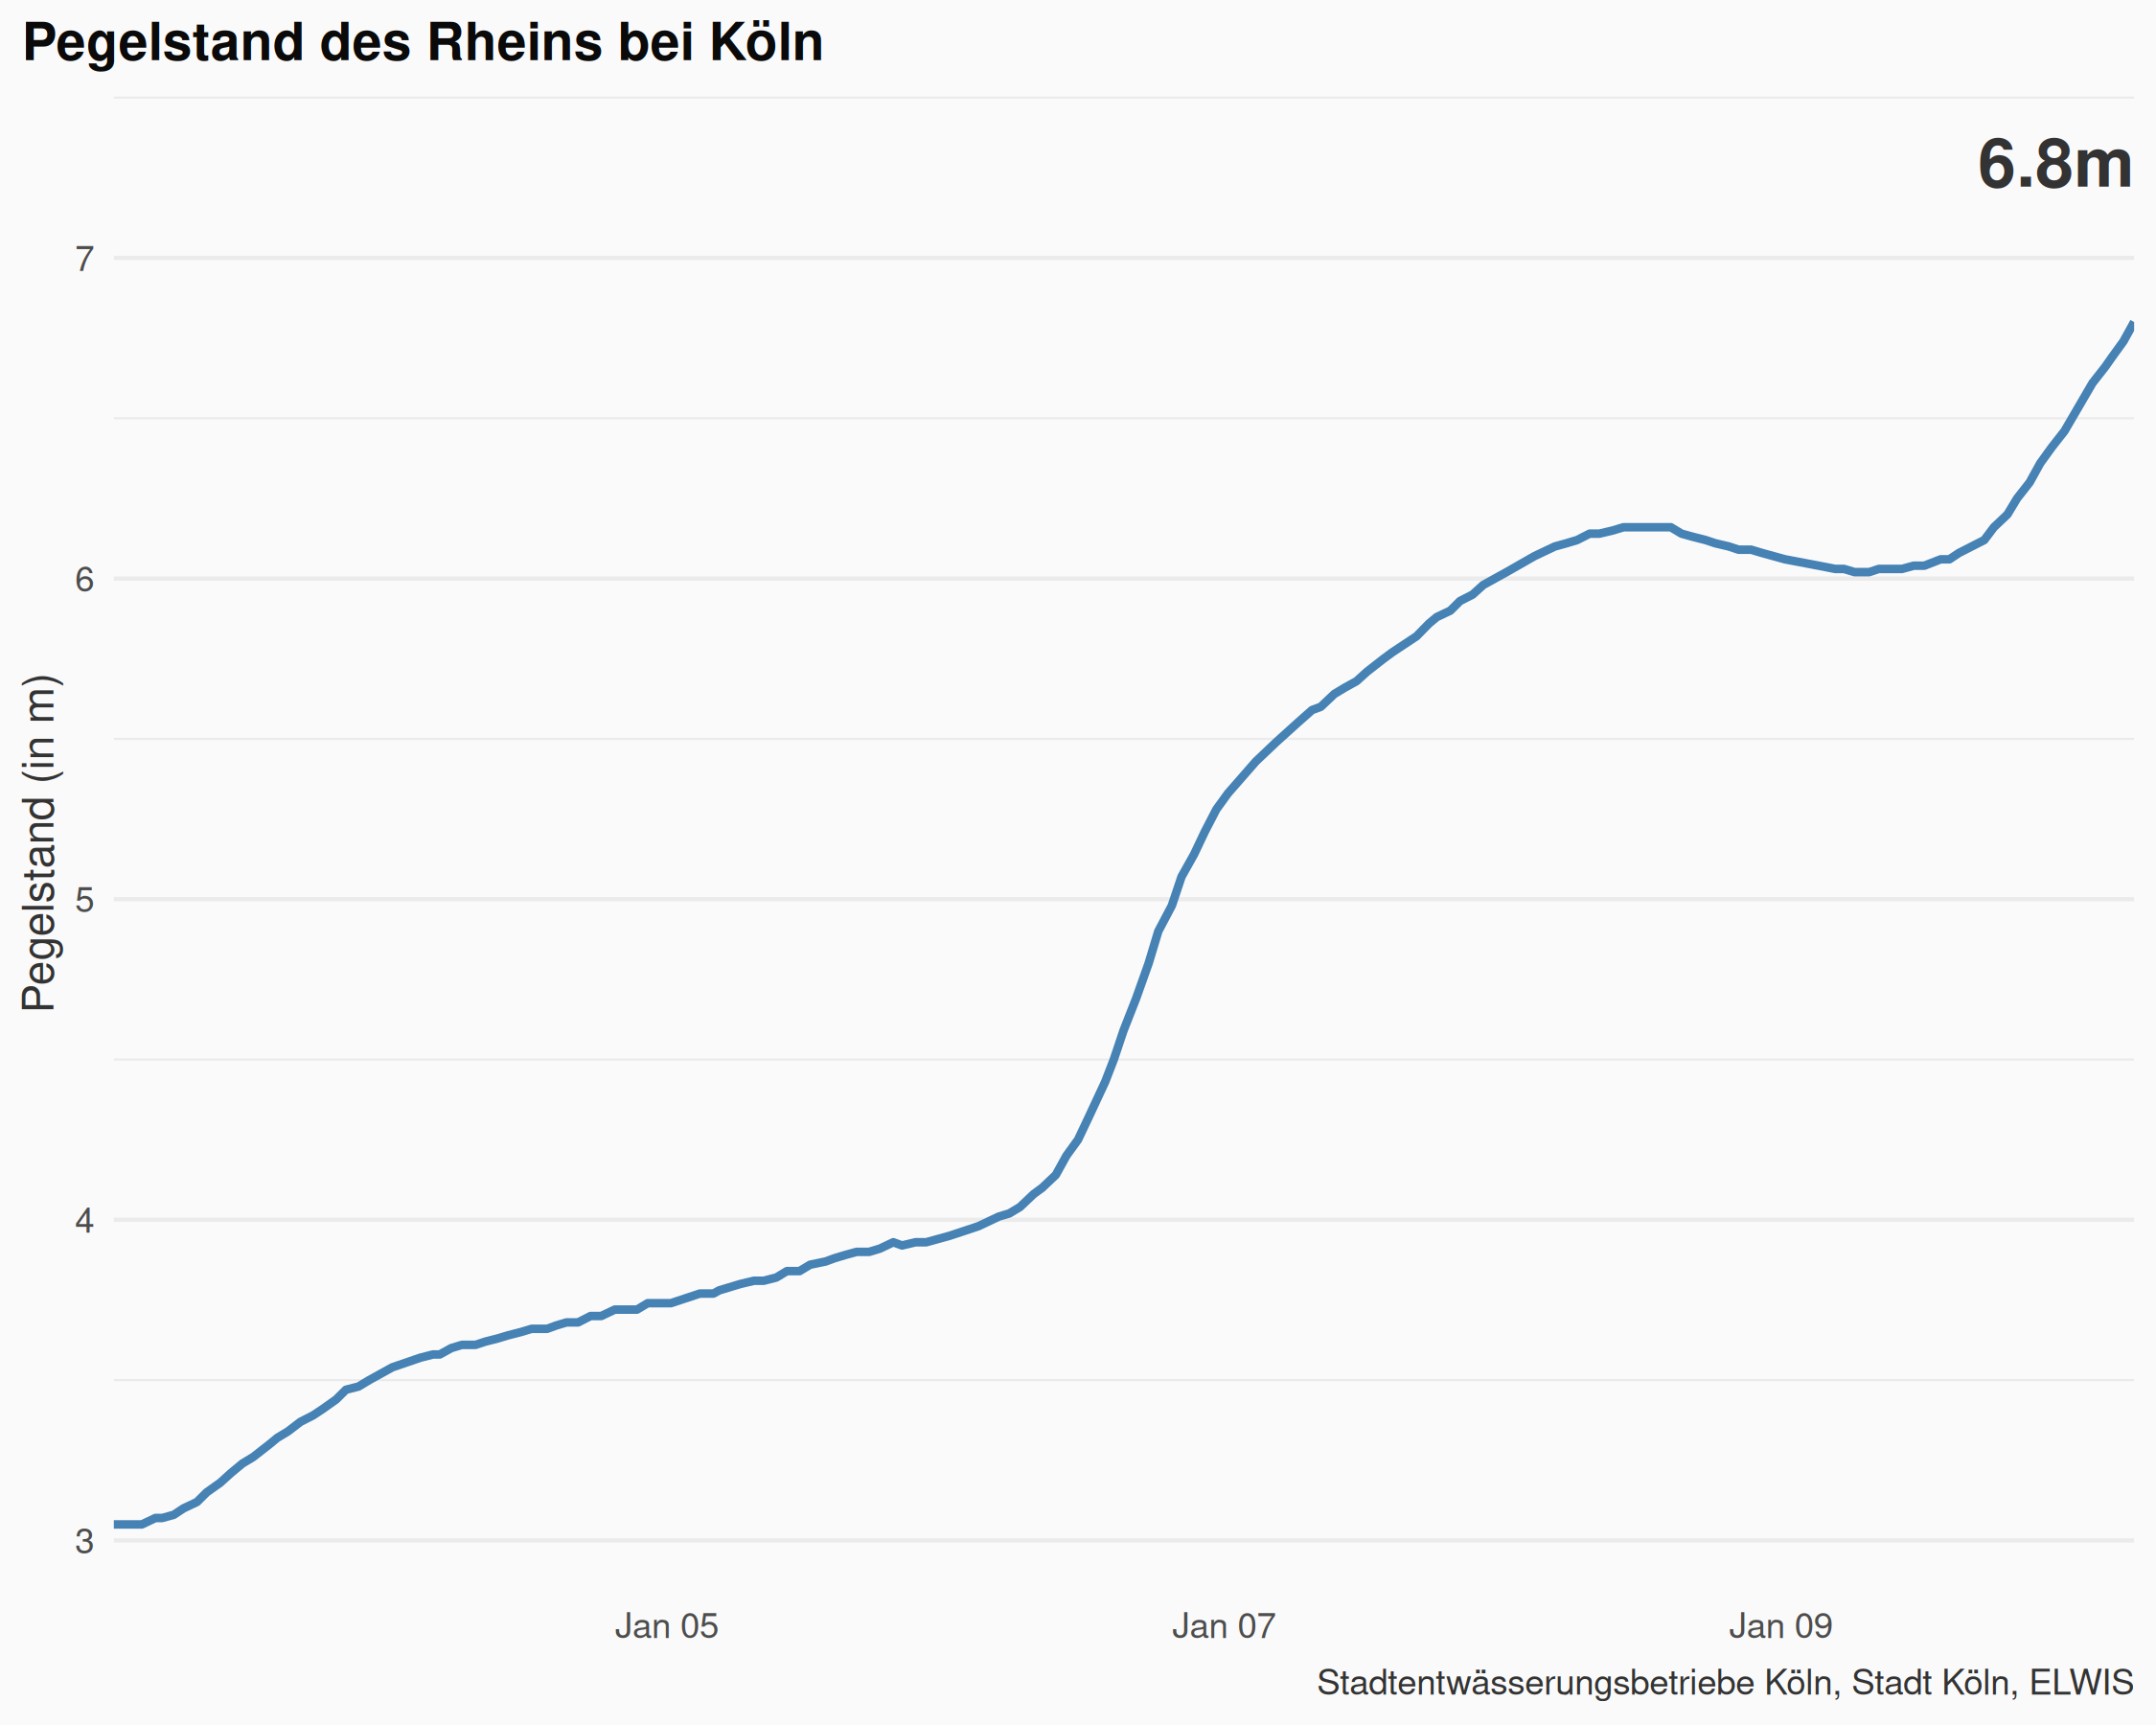 Pegelstand des Rheins bei Köln
6.8m
7
6
5
4
3
Pegelstand (in m)
Jan 05
Jan 07
Jan 09
Stadtentwässerungsbetriebe Köln, Stadt Köln, ELWIS